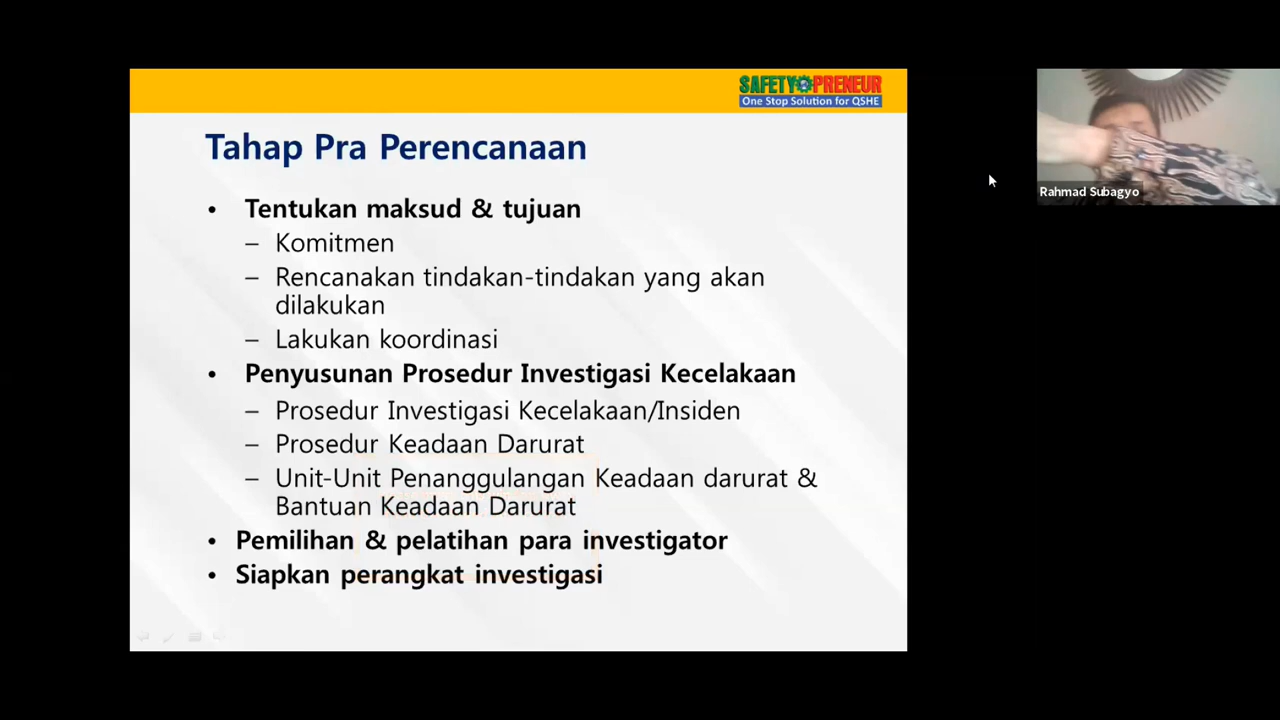 SAFETYPRENEUR
One Stop Solution for QSHE
Tahap Pra Perencanaan
• Tentukan maksud & tujuan
– Komitmen
– Rencanakan tindakan-tindakan yang akan
dilakukan
– Lakukan koordinasi
• Penyusunan Prosedur Investigasi Kecelakaan
– Prosedur Investigasi Kecelakaan/Insiden
– Prosedur Keadaan Darurat
– Unit-Unit Penanggulangan Keadaan darurat &
Bantuan Keadaan Darurat
• Pemilihan & pelatihan para investigator
• Siapkan perangkat investigasi
Rahmad Subagyo